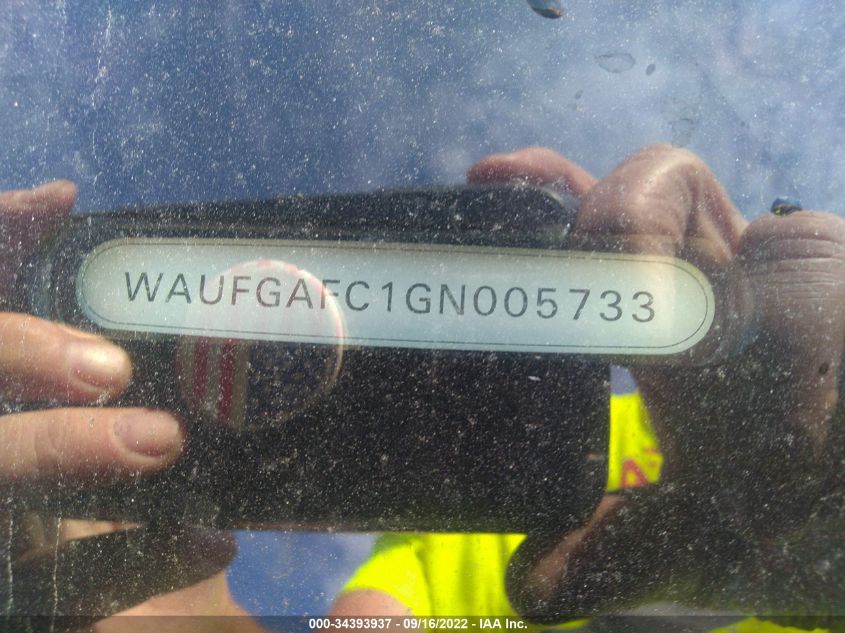 WAUFGAFC1GN005733
000-34393937 - 09/16/2022 - IAA Inc.